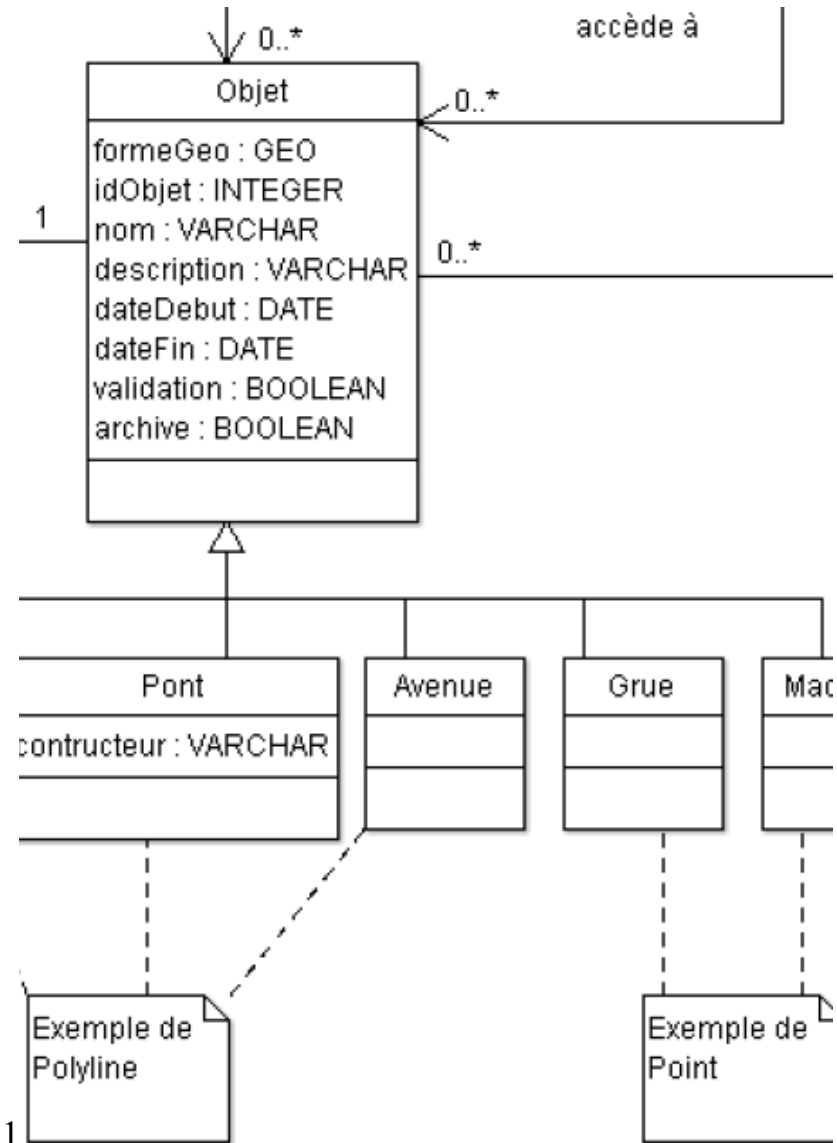 0..*
accède à
Objet
0..*
formeGeo : GEO
idObjet : INTEGER
1
nom : VARCHAR
0..*
description : VARCHAR
dateDebut : DATE
dateFin : DATE
validation : BOOLEAN
archive : BOOLEAN
Pont
Avenue
Grue
Mac
contructeur : VARCHAR
Exemple de
Polyline
Exemple de
Point
1